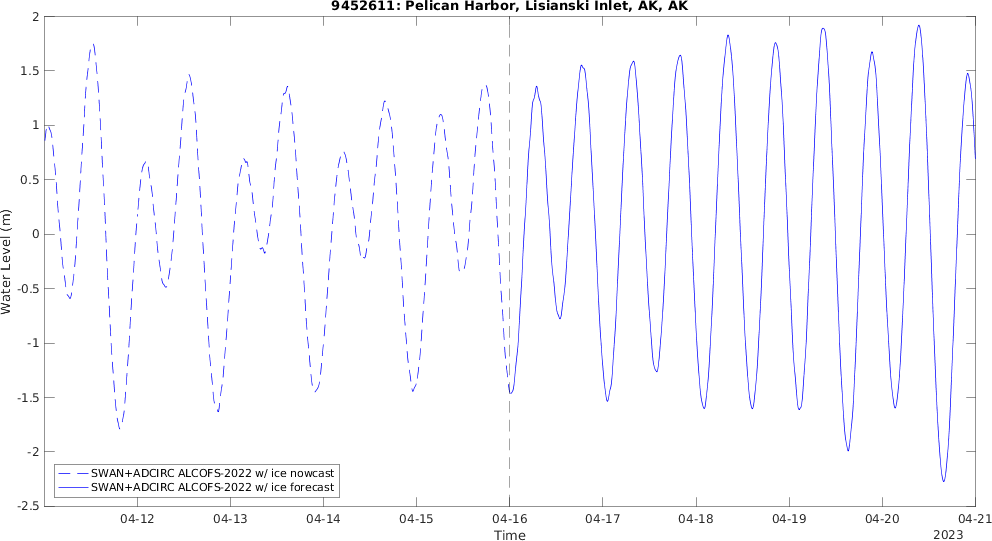 9452611: Pelican Harbor, Lisianski Inlet, AK, AK
2
1.5
1
0.5
0
-0.5
-1
-1.5
-2
-2.5
Water Level (m)
SWAN+ADCIRC ALCOFS-2022 w/ ice nowcast
SWAN+ADCIRC ALCOFS-2022 w/ ice forecast
04-12 04-13 04-14 04-15 04-16 04-17 04-18 04-19 04-20 04-21
Time
2023